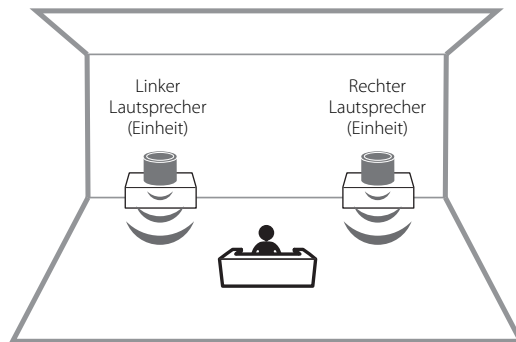 Linker
Lautsprecher
(Einheit)
Rechter
Lautsprecher
(Einheit)